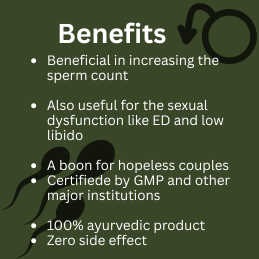 Benefits
• Beneficial in increasing the
sperm count
• Also useful for the sexual
dysfunction like ED and low
libido
• A boon for hopeless couples
• Certifiede by GMP and other
major institutions
• 100% ayurvedic product
• Zero side effect